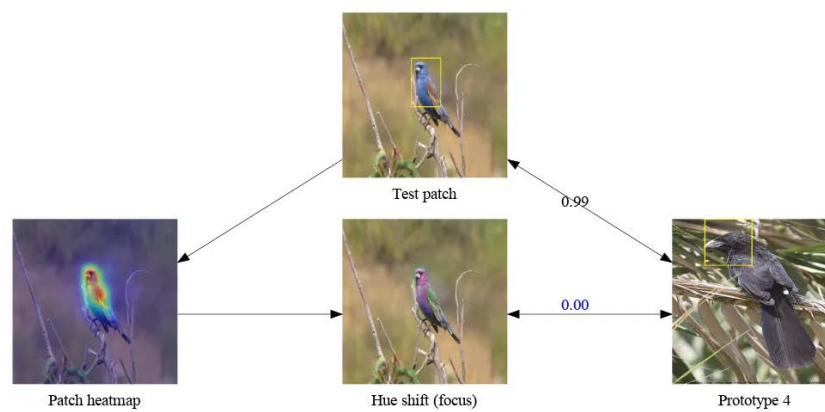 Test patch
0.99
0.00
Patch heatmap
Hue shift (focus)
Prototype 4